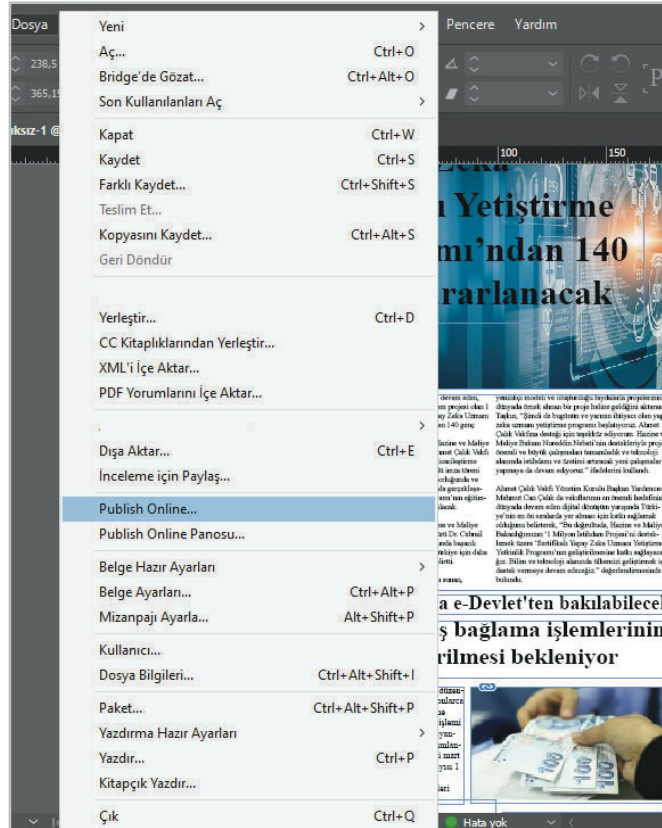 Dosya
Pencere Yardım
238,5
365,15
ıksız-1 @
Yeni
Aç... Ctrl+O
Bridge'de Gözat... Ctrl+Alt+O
Son Kullanılanları Aç
Kapat Ctrl+W
Kaydet Ctrl+S
Farklı Kaydet... Ctrl+Shift+S
Teslim Et...
Kopyasını Kaydet... Ctrl+Alt+S
Geri Döndür
Yerleştir... Ctrl+D
CC Kitaplıklarından Yerleştir...
XML'i İçe Aktar...
PDF Yorumlarını İçe Aktar...
Dışa Aktar... Ctrl+E
İnceleme için Paylaş...
Publish Online...
Publish Online Panosu...
Belge Hazır Ayarları
Belge Ayarları... Ctrl+Alt+P
Mizanpajı Ayarla... Alt+Shift+P
Kullanıcı...
Dosya Bilgileri... Ctrl+Alt+Shift+I
Paket... Ctrl+Alt+Shift+P
Yazdırma Hazır Ayarları
Yazdır... Ctrl+P
Kitapçık Yazdır...
Çık Ctrl+Q
100 150
Zeka
ı Yetiştirme
mı'ndan 140
rarlanacak
a e-Devlet'ten bakılabilecek
ş bağlama işlemlerinin
rilmesi bekleniyor
Hata yok